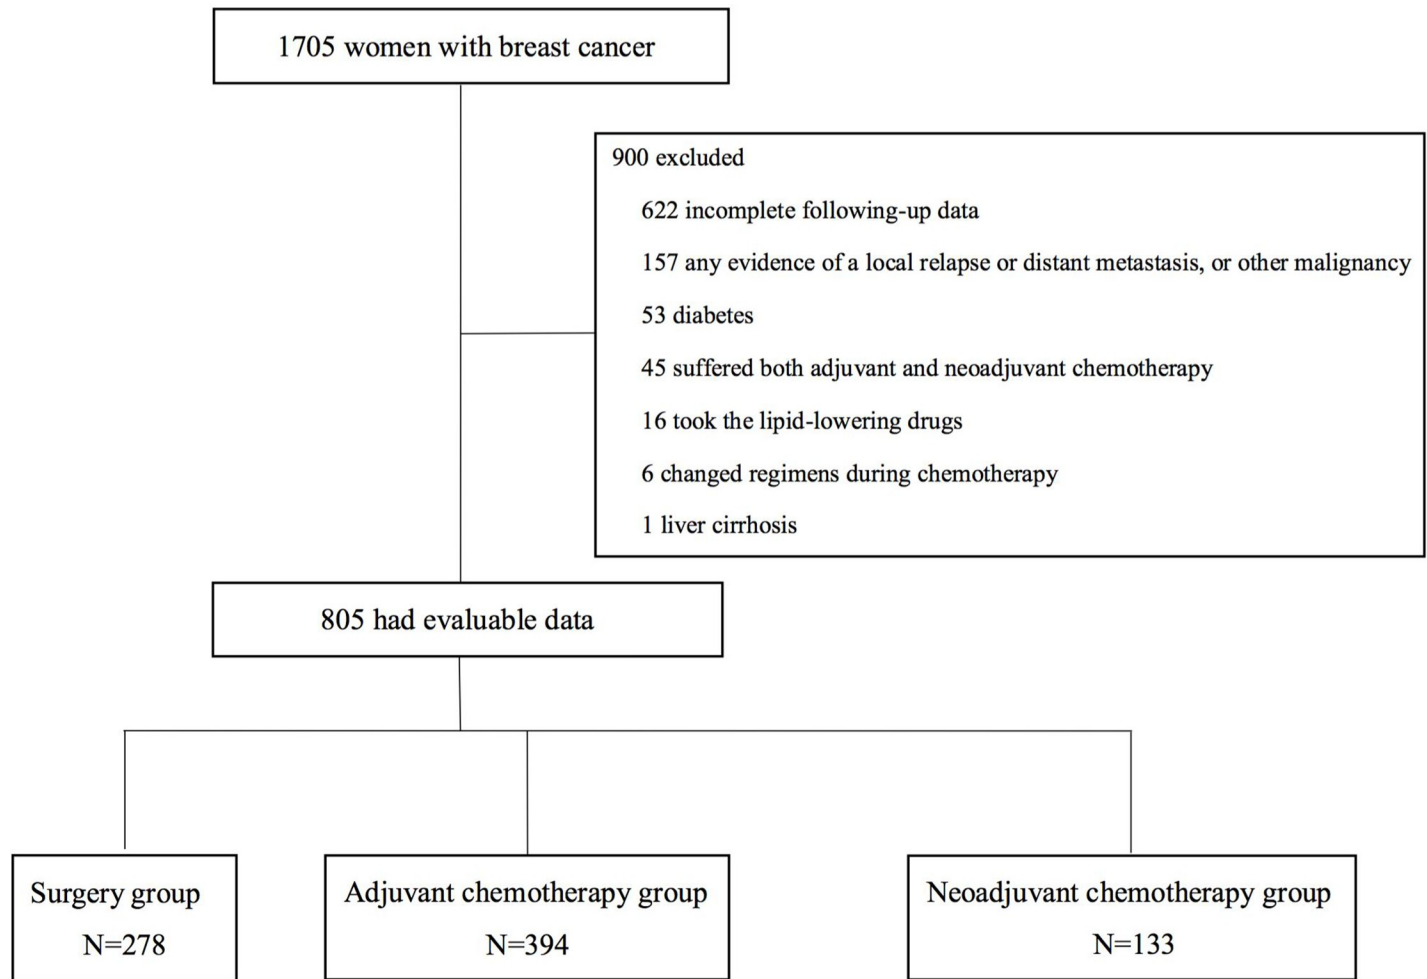 1705 women with breast cancer
900 excluded
622 incomplete following-up data
157 any evidence of a local relapse or distant metastasis, or other malignancy
53 diabetes
45 suffered both adjuvant and neoadjuvant chemotherapy
16 took the lipid-lowering drugs
6 changed regimens during chemotherapy
1 liver cirrhosis
805 had evaluable data
Surgery group
N=278
Adjuvant chemotherapy group
N=394
Neoadjuvant chemotherapy group
N=133